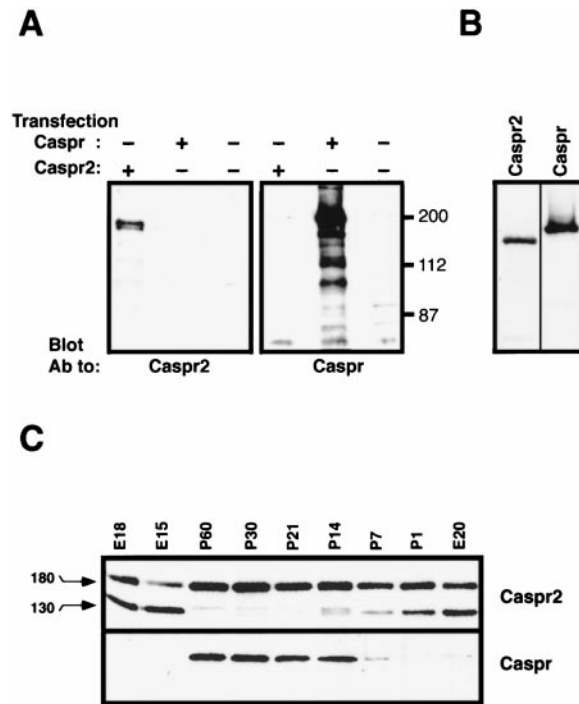 A
B
Transfection
Caspr : – + – – + –
Caspr2: + – – + – –
Caspr2
Caspr
200
112
87
Blot
Ab to: Caspr2 Caspr
C
E18 E15 P60 P30 P21 P14 P7 P1 E20
180
130
Caspr2
Caspr